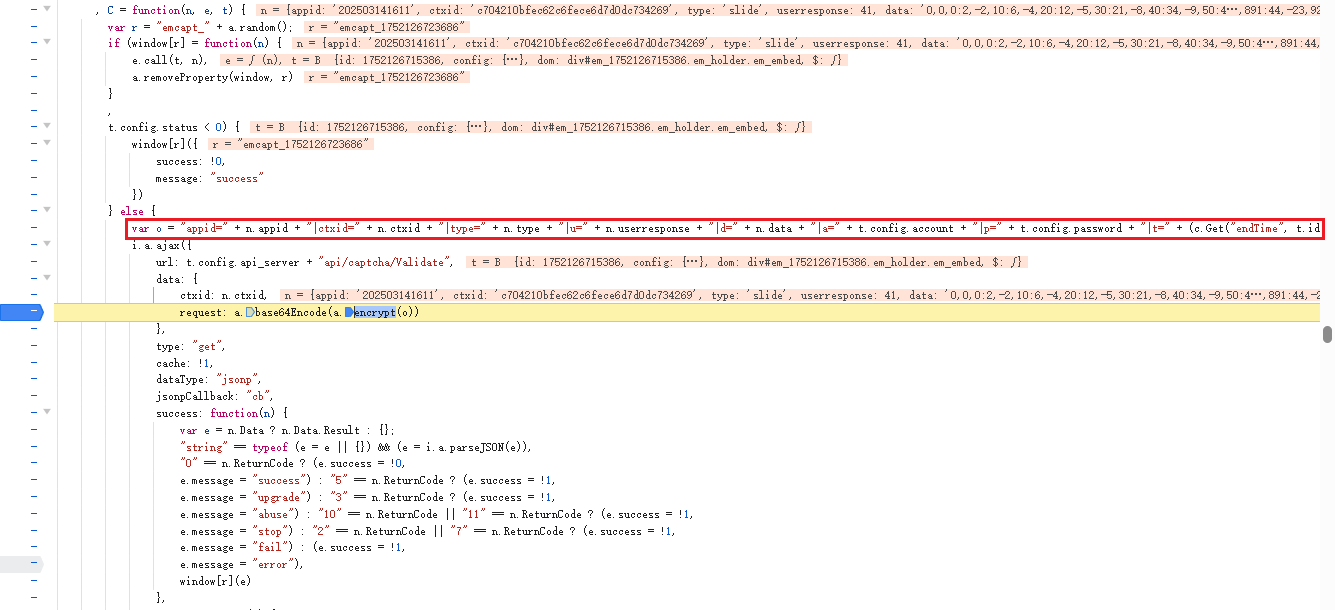 , C = function(n, e, t) {  n = {appid: '202503141611', ctxid: 'c704210bfec62c6fece6d7d0dc734269', type: 'slide', userresponse: 41, data: '0,0,0:2,-2,10:6,-4,20:12,-5,30:21,-8,40:34,-9,50:4…,891:44,-23,92
var r = "emcapt_" + a.random();  r = "emcapt_1752126723686"
if (window[r] = function(n) {  n = {appid: '202503141611', ctxid: 'c704210bfec62c6fece6d7d0dc734269', type: 'slide', userresponse: 41, data: '0,0,0:2,-2,10:6,-4,20:12,-5,30:21,-8,40:34,-9,50:4…,891:44,
e.call(t, n),  e = ƒ (n), t = B  {id: 1752126715386, config: {…}, dom: div#em_1752126715386.em_holder.em_embed, $: ƒ}
a.removeProperty(window, r)  r = "emcapt_1752126723686"
}
,
t.config.status < 0) {  t = B  {id: 1752126715386, config: {…}, dom: div#em_1752126715386.em_holder.em_embed, $: ƒ}
window[r]({  r = "emcapt_1752126723686"
success: !0,
message: "success"
})
} else {
var o = "appid=" + n.appid + "|ctxid=" + n.ctxid + "|type=" + n.type + "|u=" + n.userresponse + "|d=" + n.data + "|a=" + t.config.account + "|p=" + t.config.password + "|t=" + (c.Get("endTime", t.id
i.a.ajax({
url: t.config.api_server + "api/captcha/Validate",  t = B  {id: 1752126715386, config: {…}, dom: div#em_1752126715386.em_holder.em_embed, $: ƒ}
data: {
ctxid: n.ctxid,  n = {appid: '202503141611', ctxid: 'c704210bfec62c6fece6d7d0dc734269', type: 'slide', userresponse: 41, data: '0,0,0:2,-2,10:6,-4,20:12,-5,30:21,-8,40:34,-9,50:4…,891:44,-2
request: a.base64Encode(a.encrypt(o))
},
type: "get",
cache: !1,
dataType: "jsonp",
jsonpCallback: "cb",
success: function(n) {
var e = n.Data ? n.Data.Result : {};
"string" == typeof (e = e || {}) && (e = i.a.parseJSON(e)),
"0" == n.ReturnCode ? (e.success = !0,
e.message = "success") : "5" == n.ReturnCode ? (e.success = !1,
e.message = "upgrade") : "3" == n.ReturnCode ? (e.success = !1,
e.message = "abuse") : "10" == n.ReturnCode || "11" == n.ReturnCode ? (e.success = !1,
e.message = "stop") : "2" == n.ReturnCode || "7" == n.ReturnCode ? (e.success = !1,
e.message = "fail") : (e.success = !1,
e.message = "error"),
window[r](e)
},